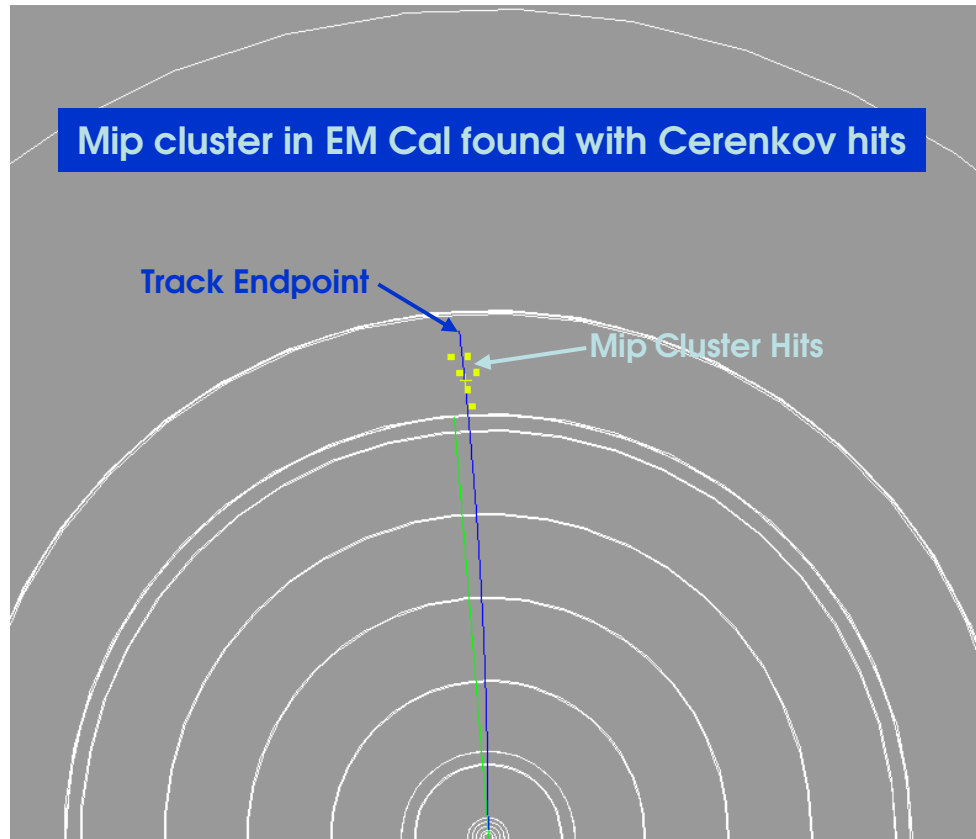 Mip cluster in EM Cal found with Cerenkov hits
Track Endpoint
Mip Cluster Hits